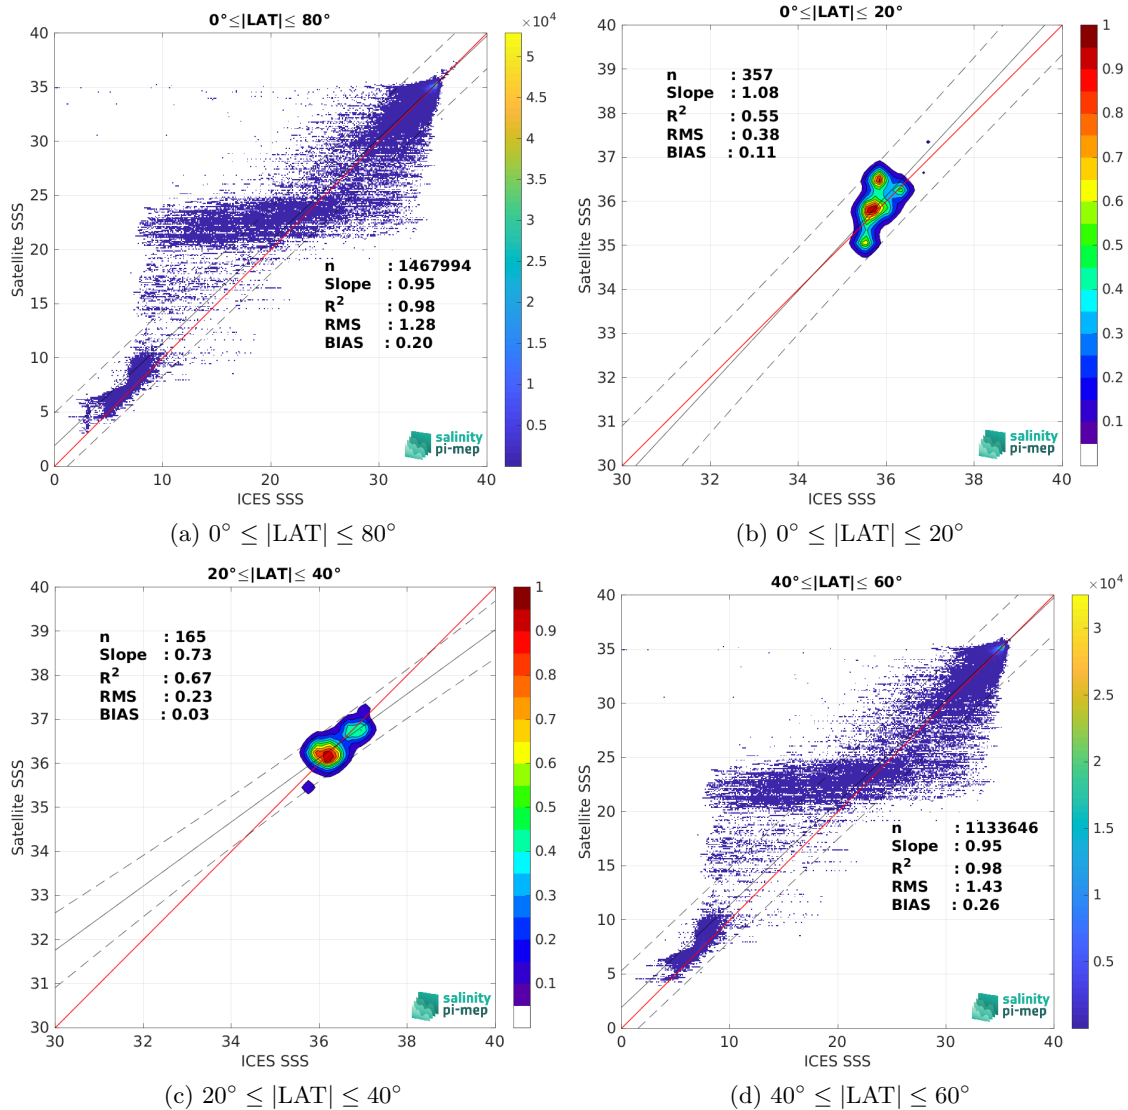 0°≤|LAT|≤ 80°
×10⁴
40
35
30
25
20
15
10
5
0
Satellite SSS
n : 1467994
Slope : 0.95
R² : 0.98
RMS : 1.28
BIAS : 0.20
salinity
pi-mep
0 10 20 30 40
ICES SSS
5
4.5
4
3.5
3
2.5
2
1.5
1
0.5
(a) 0° ≤ |LAT| ≤ 80°
0°≤|LAT|≤ 20°
40
39
38
37
36
35
34
33
32
31
30
Satellite SSS
n : 357
Slope : 1.08
R² : 0.55
RMS : 0.38
BIAS : 0.11
salinity
pi-mep
30 32 34 36 38 40
ICES SSS
1
0.9
0.8
0.7
0.6
0.5
0.4
0.3
0.2
0.1
(b) 0° ≤ |LAT| ≤ 20°
20°≤|LAT|≤ 40°
40
39
38
37
36
35
34
33
32
31
30
Satellite SSS
n : 165
Slope : 0.73
R² : 0.67
RMS : 0.23
BIAS : 0.03
salinity
pi-mep
30 32 34 36 38 40
ICES SSS
1
0.9
0.8
0.7
0.6
0.5
0.4
0.3
0.2
0.1
(c) 20° ≤ |LAT| ≤ 40°
40°≤|LAT|≤ 60°
×10⁴
40
35
30
25
20
15
10
5
0
Satellite SSS
n : 1133646
Slope : 0.95
R² : 0.98
RMS : 1.43
BIAS : 0.26
salinity
pi-mep
0 10 20 30 40
ICES SSS
3
2.5
2
1.5
1
0.5
(d) 40° ≤ |LAT| ≤ 60°